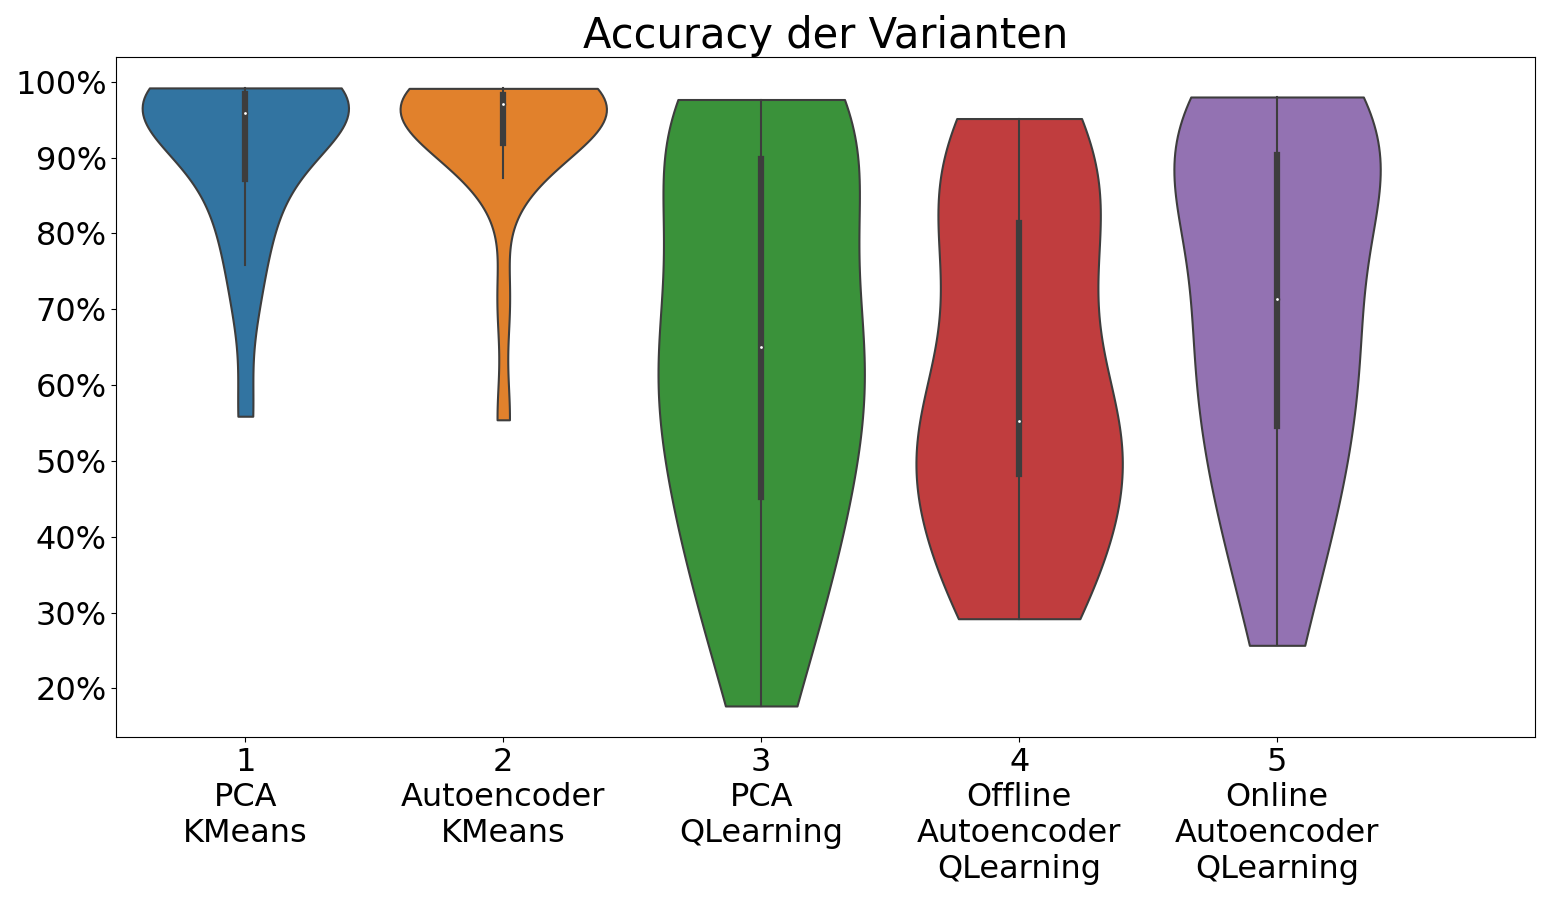 Accuracy der Varianten
100%
90%
80%
70%
60%
50%
40%
30%
20%
1 2 3 4 5
PCA Autoencoder PCA Offline Online
KMeans KMeans QLearning Autoencoder Autoencoder
QLearning QLearning